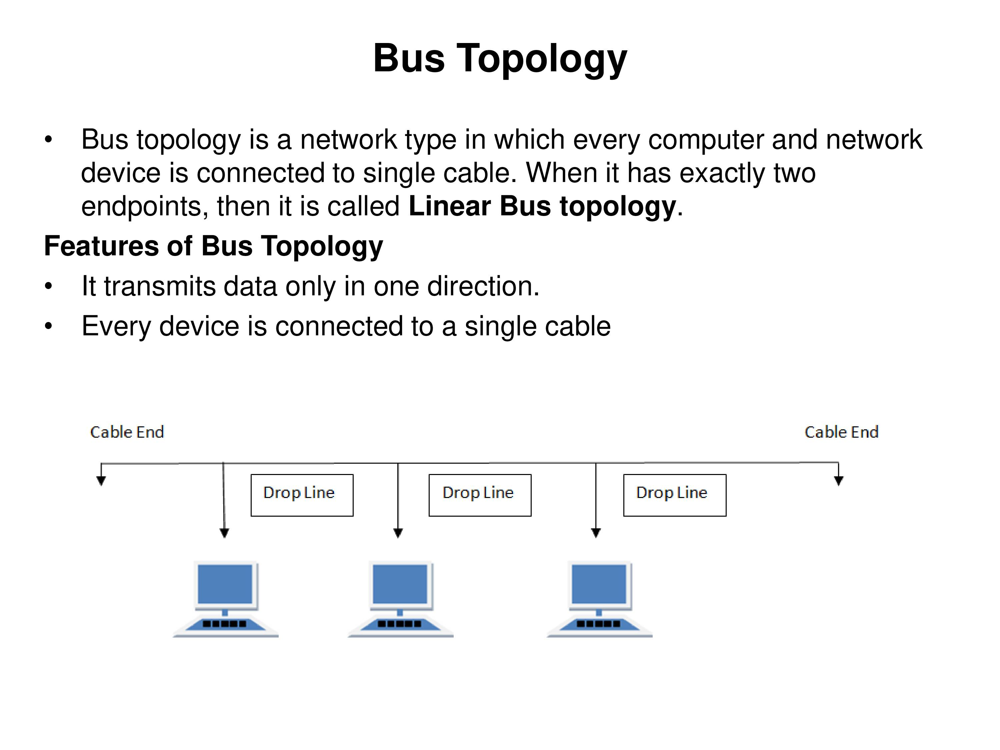 Bus Topology
• Bus topology is a network type in which every computer and network
device is connected to single cable. When it has exactly two
endpoints, then it is called Linear Bus topology.
Features of Bus Topology
• It transmits data only in one direction.
• Every device is connected to a single cable
Cable End Cable End
Drop Line Drop Line Drop Line